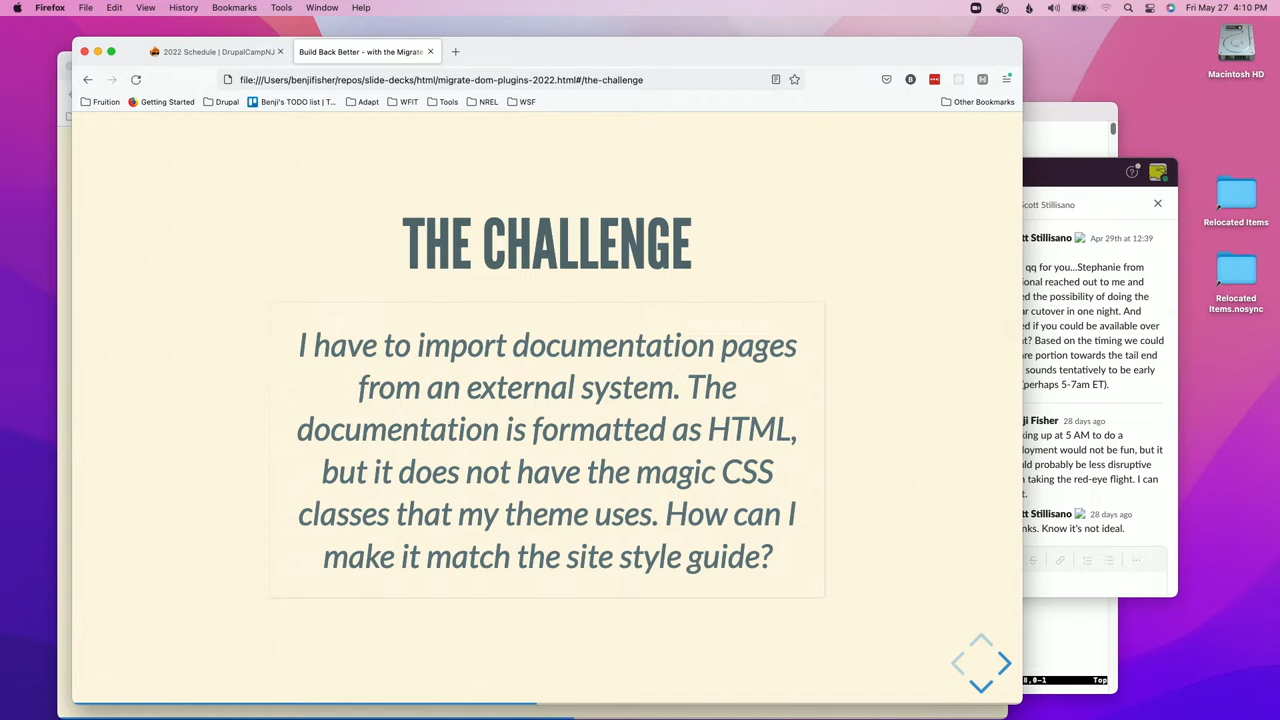 Firefox File Edit View History Bookmarks Tools Window Help
Fri May 27 4:10 PM
2022 Schedule | DrupalCampNJ
Build Back Better - with the Migrate
file:///Users/benjifisher/repos/slide-decks/html/migrate-dom-plugins-2022.html#/the-challenge
Fruition Getting Started Drupal Benji's TODO list | T... Adapt WFIT Tools NREL WSF Other Bookmarks
THE CHALLENGE
I have to import documentation pages
from an external system. The
documentation is formatted as HTML,
but it does not have the magic CSS
classes that my theme uses. How can I
make it match the site style guide?
Scott Stillisano
tt Stillisano Apr 29th at 12:39
qq for you...Stephanie from
ional reached out to me and
ed the possibility of doing the
ar cutover in one night. And
ed if you could be available over
t? Based on the timing we could
are portion towards the tail end
sounds tentatively to be early
(perhaps 5-7am ET).
ji Fisher 28 days ago
king up at 5 AM to do a
loyment would not be fun, but it
ld probably be less disruptive
n taking the red-eye flight. I can
t.
tt Stillisano 28 days ago
nks. Know it's not ideal.
8,0-1 Top
Macintosh HD
Relocated Items
Relocated
Items.nosync